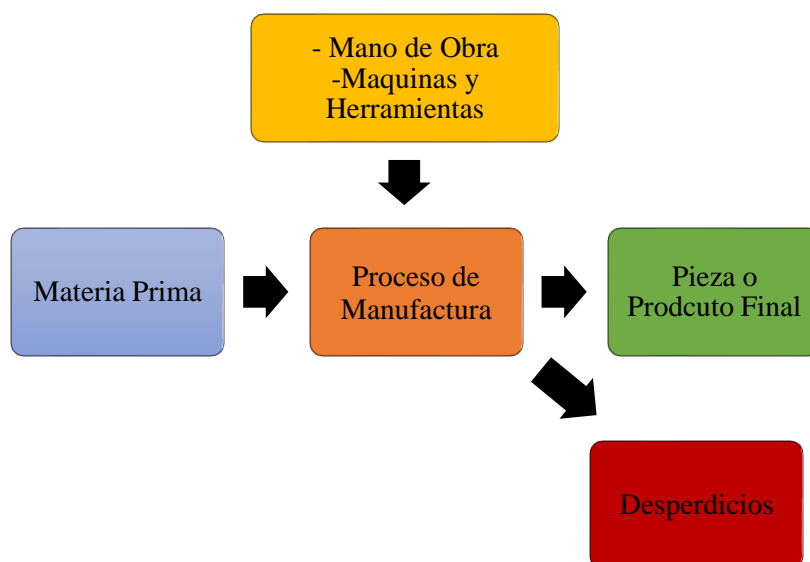 - Mano de Obra
-Maquinas y
Herramientas
Materia Prima
Proceso de
Manufactura
Pieza o
Prodcuto Final
Desperdicios